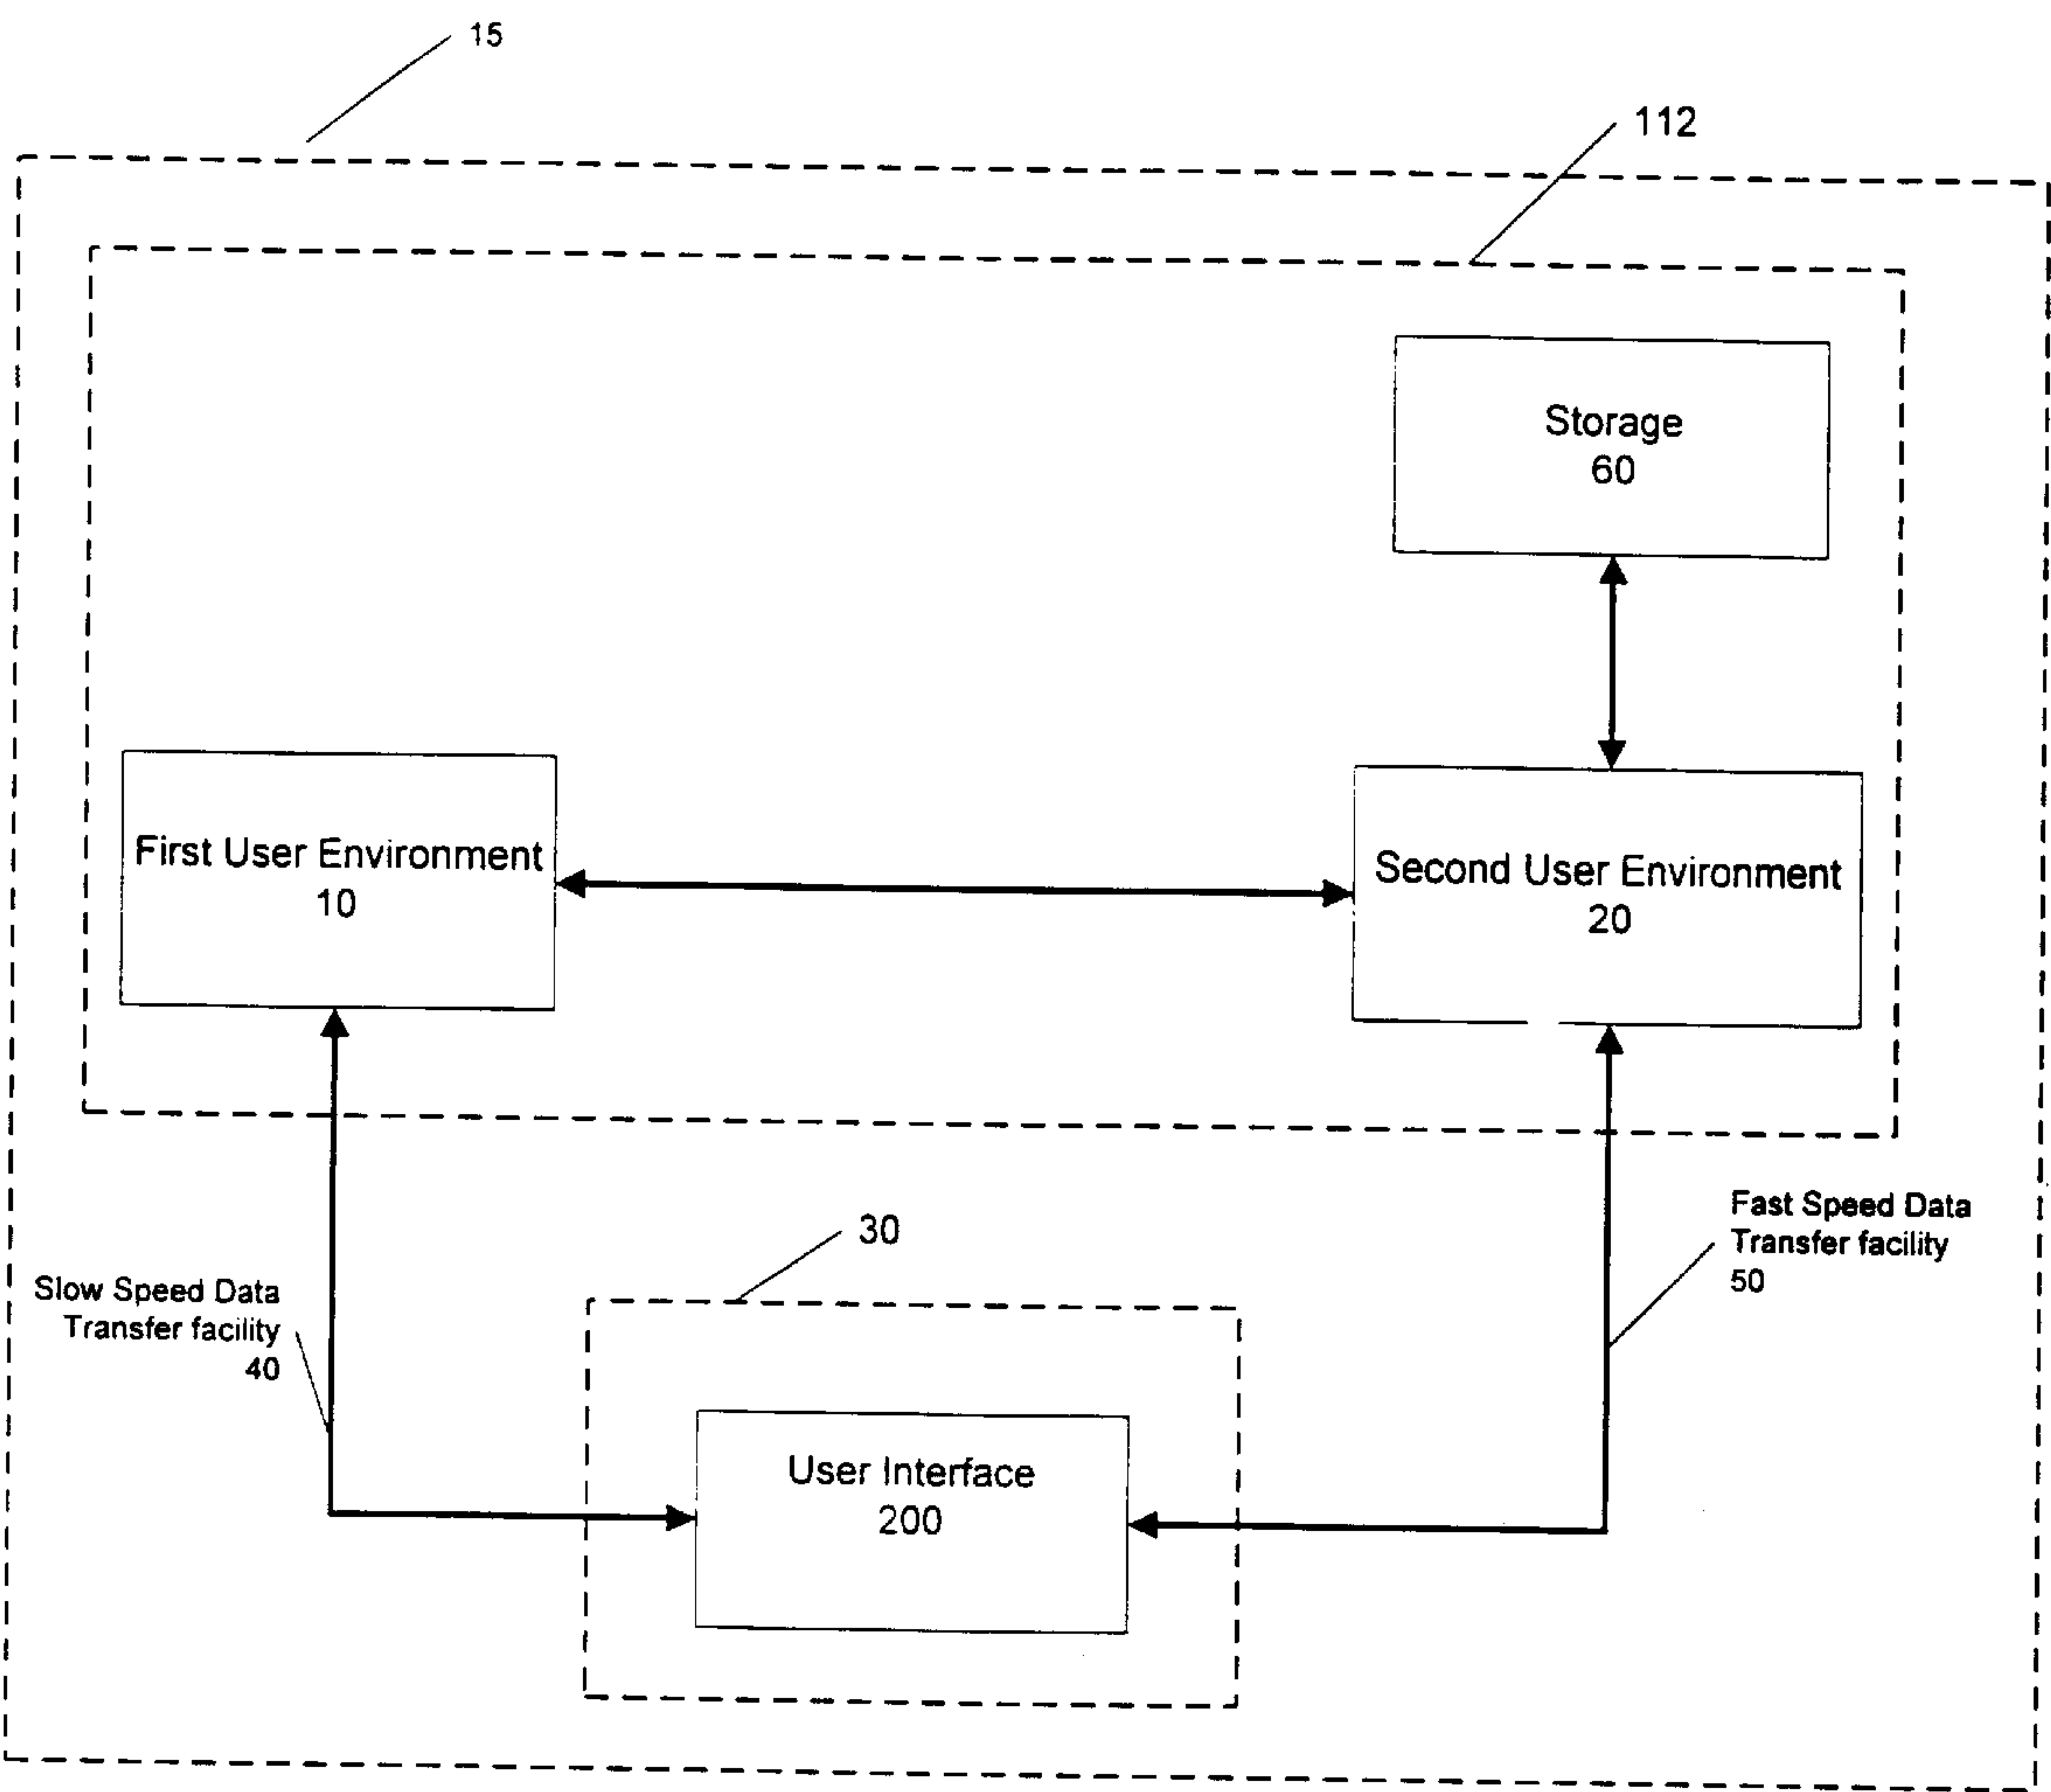 15
112
Storage
60
First User Environment
10
Second User Environment
20
Fast Speed Data
Transfer facility
50
30
Slow Speed Data
Transfer facility
40
User Interface
200